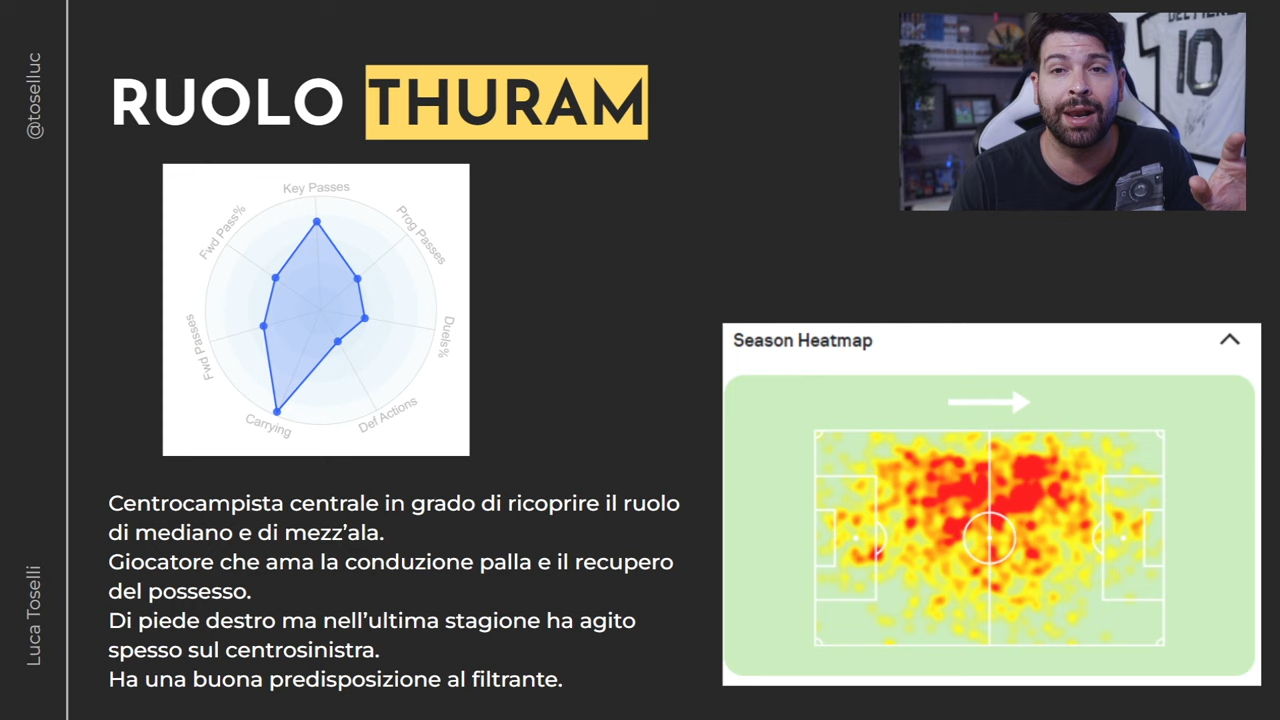 @toselluc
Luca Toselli
RUOLO THURAM
Key Passes
Prog Passes
Duels%
Def Actions
Carrying
Fwd Passes
Fwd Pass%
Centrocampista centrale in grado di ricoprire il ruolo
di mediano e di mezz’ala.
Giocatore che ama la conduzione palla e il recupero
del possesso.
Di piede destro ma nell’ultima stagione ha agito
spesso sul centrosinistra.
Ha una buona predisposizione al filtrante.
10
Season Heatmap